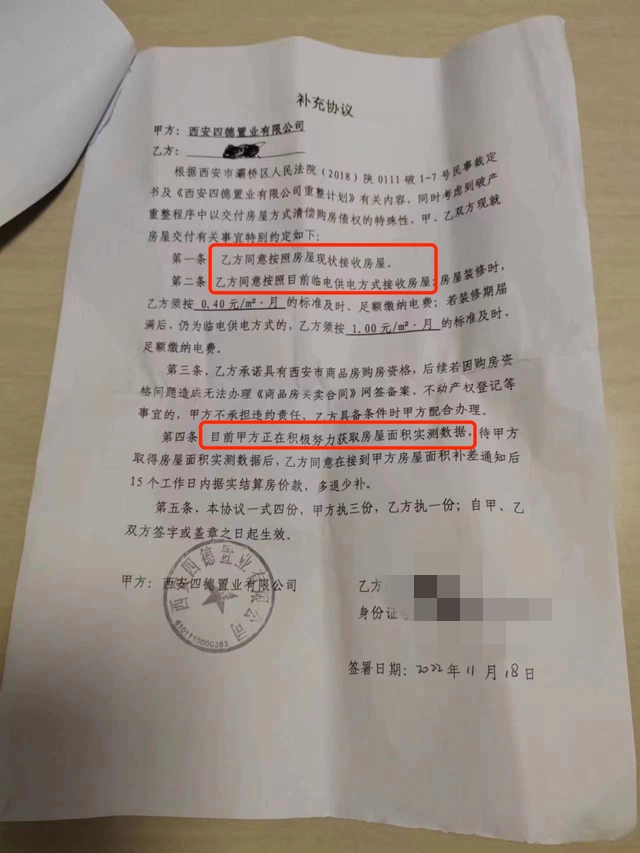 补充协议
甲方：西安四德置业有限公司
乙方：
根据西安市灞桥区人民法院（2018）陕0111破1-7号民事裁定
书及《西安四德置业有限公司重整计划》有关内容，同时考虑到破产
重整程序中以交付房屋方式清偿购房债权的特殊性，甲、乙双方现就
房屋交付有关事宜特别约定如下：
第一条 乙方同意按照房屋现状接收房屋。
第二条 乙方同意按照目前临电供电方式接收房屋；房屋装修时，
乙方须按 0.40元/m²·月 的标准及时、足额缴纳电费；若装修期届
满后，仍为临电供电方式的，乙方须按 1.00元/m²·月 的标准及时、
足额缴纳电费。
第三条、乙方承诺具有西安市商品房购房资格，后续若因购房资
格问题造成无法办理《商品房买卖合同》网签备案、不动产权登记等
事宜的，甲方不承担违约责任，乙方具备条件时甲方配合办理。
第四条 目前甲方正在积极努力获取房屋面积实测数据，待甲方
取得房屋面积实测数据后，乙方同意在接到甲方房屋面积补差通知后
15个工作日内据实结算房价款，多退少补。
第五条、本协议一式四份，甲方执三份，乙方执一份；自甲、乙
双方签字或盖章之日起生效。
甲方：西安四德置业有限公司
乙方
身份证
西安四德置业有限公司
6101110000353
签署日期：2022年11月18日